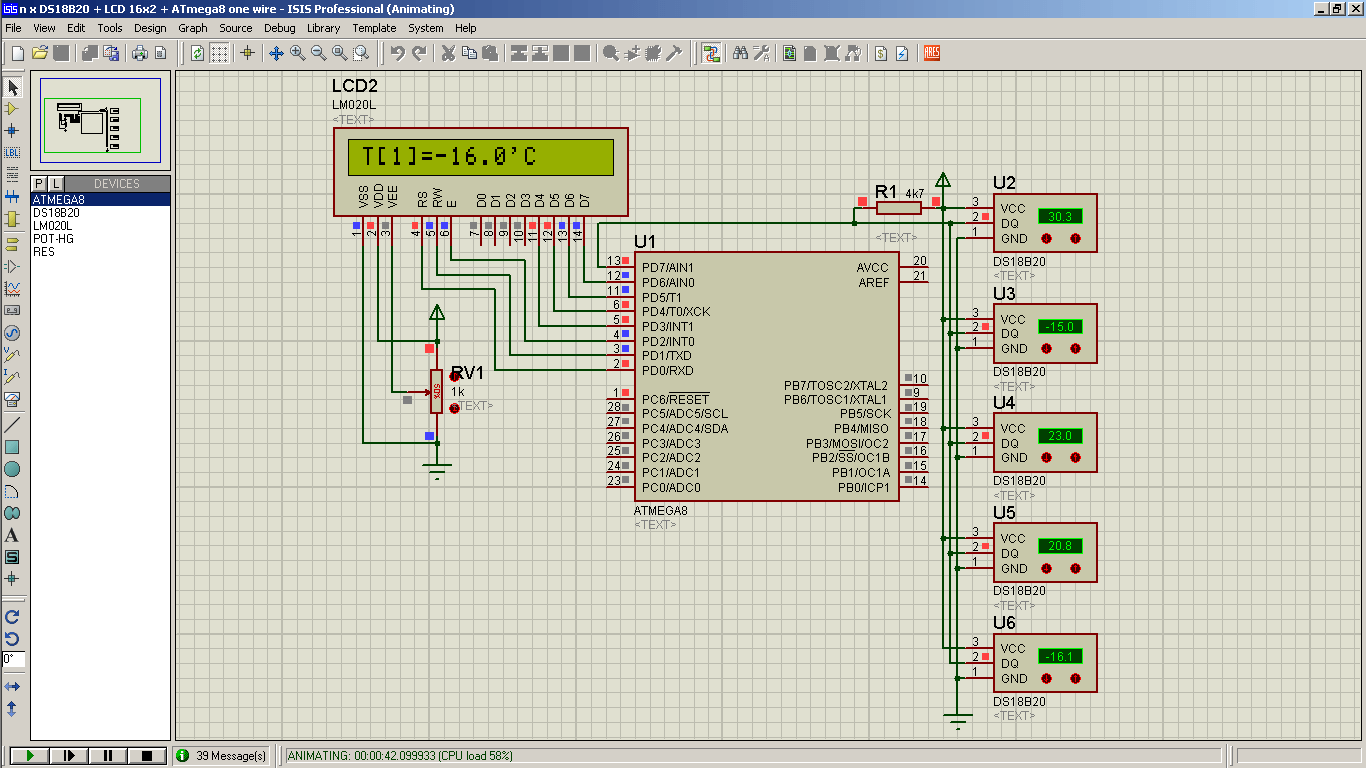 n x DS18B20 + LCD 16x2 + ATmega8 one wire - ISIS Professional (Animating)
File View Edit Tools Design Graph Source Debug Library Template System Help
ARES
LBL
A
S
0°
P L DEVICES
ATMEGA8
DS18B20
LM020L
POT-HG
RES
LCD2
LM020L
<TEXT>
T[1]=-16.0'C
VSS VDD VEE RS RW E D0 D1 D2 D3 D4 D5 D6 D7
1 2 3 4 5 6 7 8 9 10 11 12 13 14
RV1
1k
<TEXT>
50%
R1 4k7
<TEXT>
U1
13 PD7/AIN1
12 PD6/AIN0
11 PD5/T1
6 PD4/T0/XCK
5 PD3/INT1
4 PD2/INT0
3 PD1/TXD
2 PD0/RXD
1 PC6/RESET
28 PC5/ADC5/SCL
27 PC4/ADC4/SDA
26 PC3/ADC3
25 PC2/ADC2
24 PC1/ADC1
23 PC0/ADC0
AVCC 20
AREF 21
PB7/TOSC2/XTAL2 10
PB6/TOSC1/XTAL1 9
PB5/SCK 19
PB4/MISO 18
PB3/MOSI/OC2 17
PB2/SS/OC1B 16
PB1/OC1A 15
PB0/ICP1 14
ATMEGA8
<TEXT>
U2
3 VCC
2 DQ 30.3
1 GND
DS18B20
<TEXT>
U3
3 VCC
2 DQ -15.0
1 GND
DS18B20
<TEXT>
U4
3 VCC
2 DQ 23.0
1 GND
DS18B20
<TEXT>
U5
3 VCC
2 DQ 20.8
1 GND
DS18B20
<TEXT>
U6
3 VCC
2 DQ -16.1
1 GND
DS18B20
<TEXT>
39 Message(s)
ANIMATING: 00:00:42.099933 (CPU load 58%)